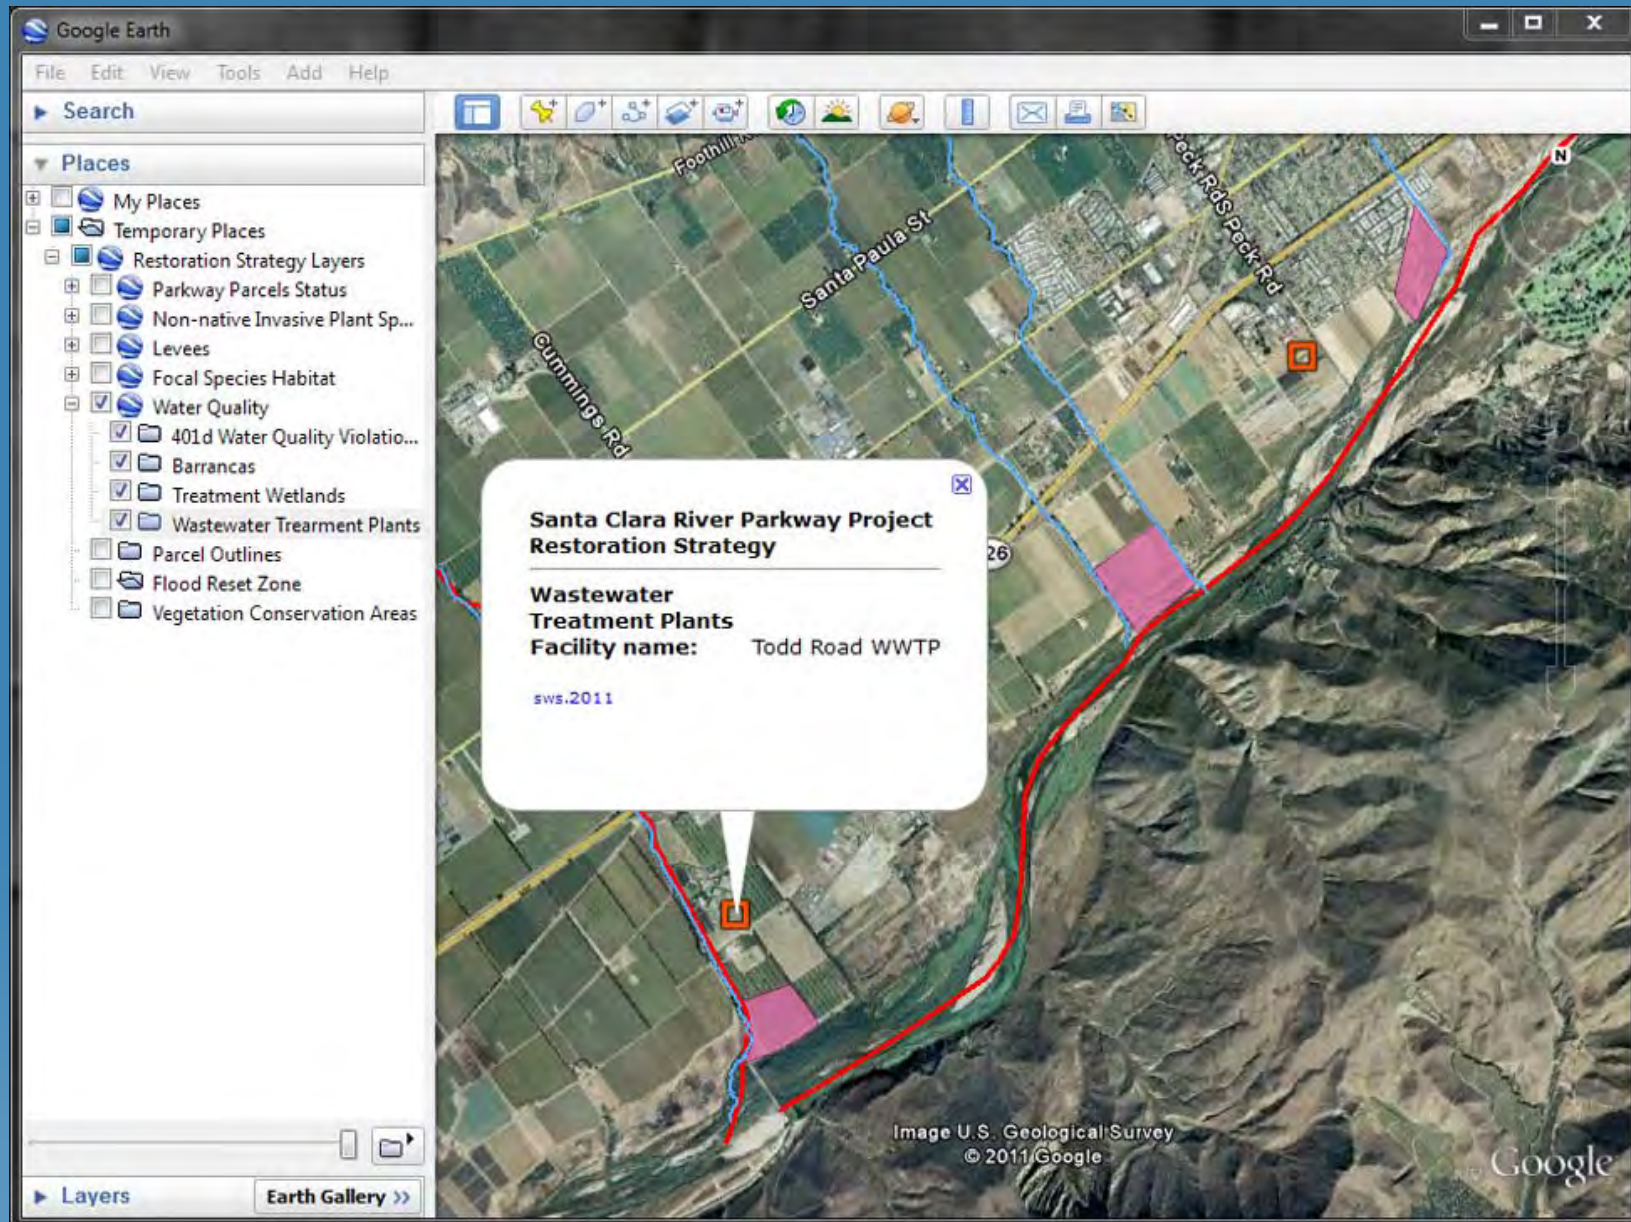 Google Earth
File Edit View Tools Add Help
Search
Places
My Places
Temporary Places
Restoration Strategy Layers
Parkway Parcels Status
Non-native Invasive Plant Sp...
Levees
Focal Species Habitat
Water Quality
401d Water Quality Violatio...
Barrancas
Treatment Wetlands
Wastewater Trearment Plants
Parcel Outlines
Flood Reset Zone
Vegetation Conservation Areas
Layers
Earth Gallery >>
Foothill
Santa Paula St
Peck Rd
S Peck Rd
N
Cummings Rd
26
Santa Clara River Parkway Project
Restoration Strategy
Wastewater
Treatment Plants
Facility name: Todd Road WWTP
sws.2011
Image U.S. Geological Survey
© 2011 Google
Google